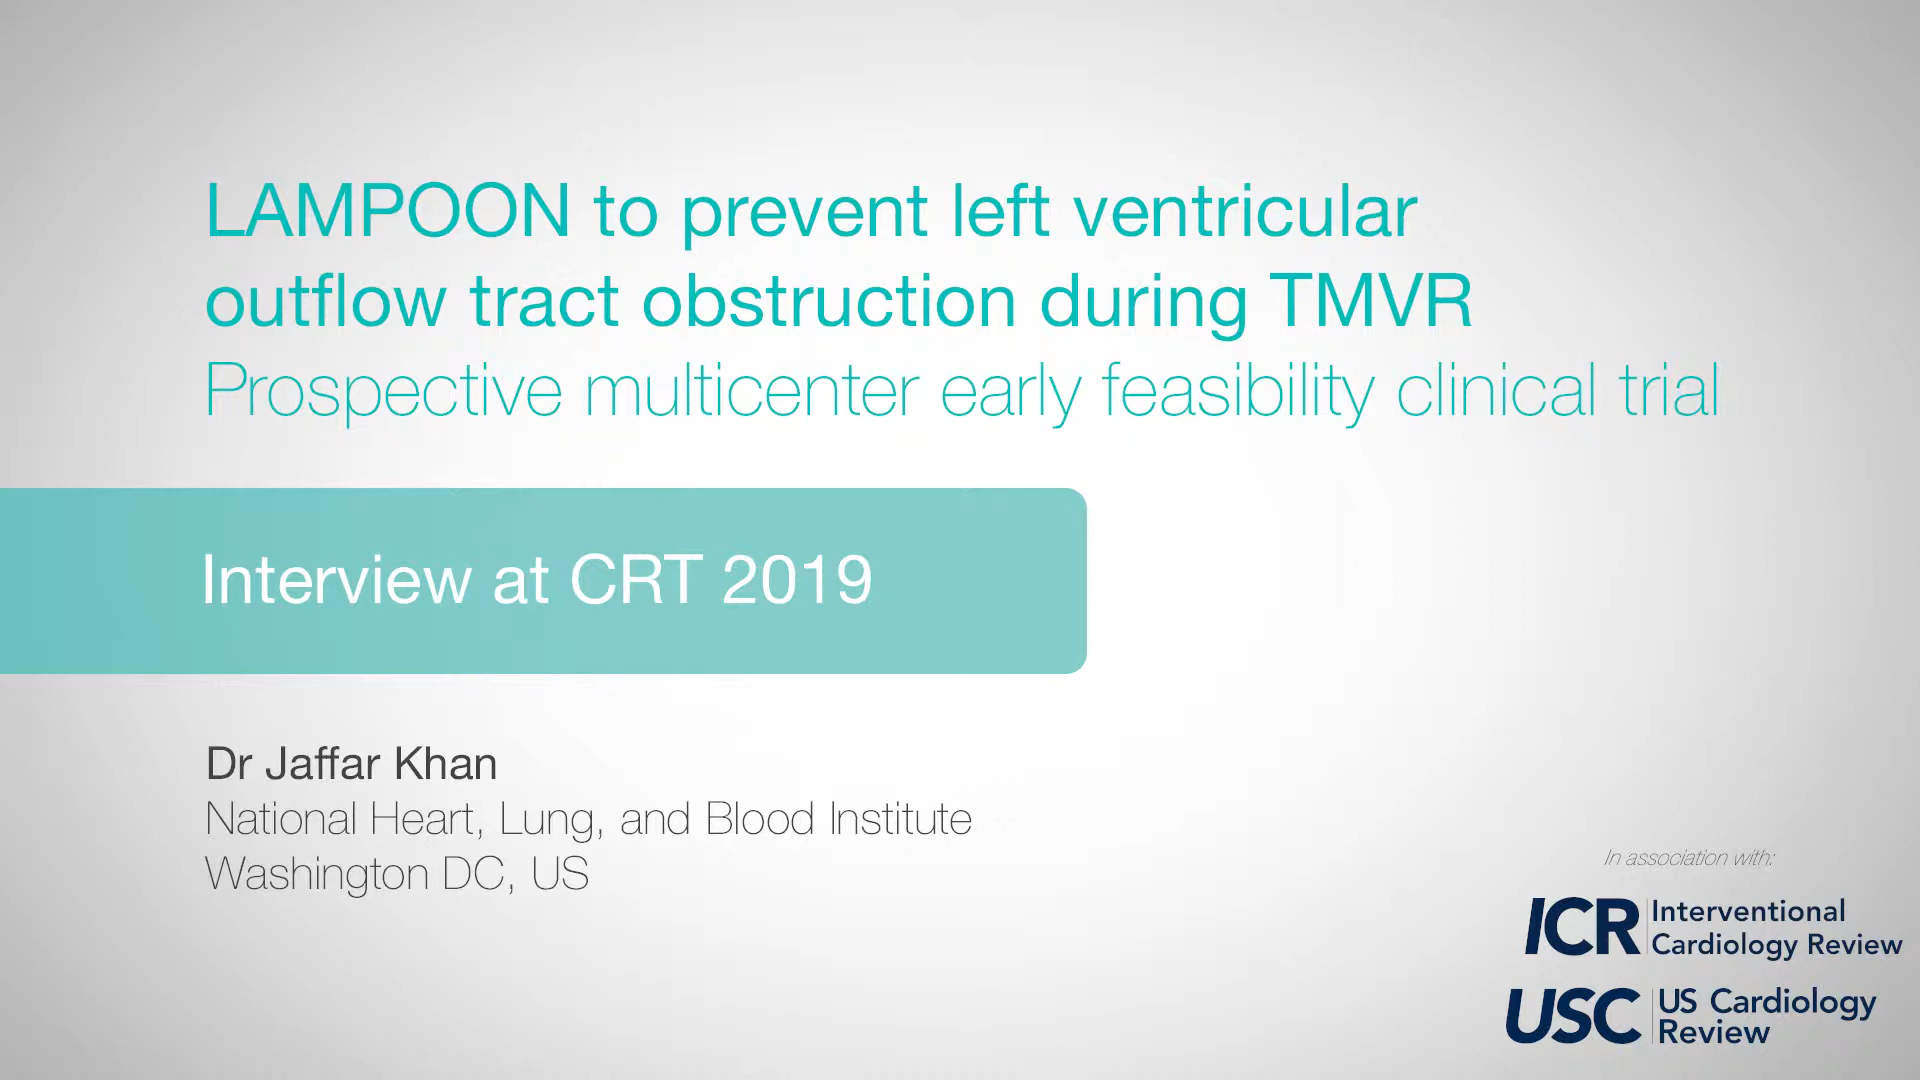 LAMPOON to prevent left ventricular
outflow tract obstruction during TMVR
Prospective multicenter early feasibility clinical trial
Interview at CRT 2019
Dr Jaffar Khan
National Heart, Lung, and Blood Institute
Washington DC, US
In association with:
ICR Interventional
Cardiology Review
USC US Cardiology
Review